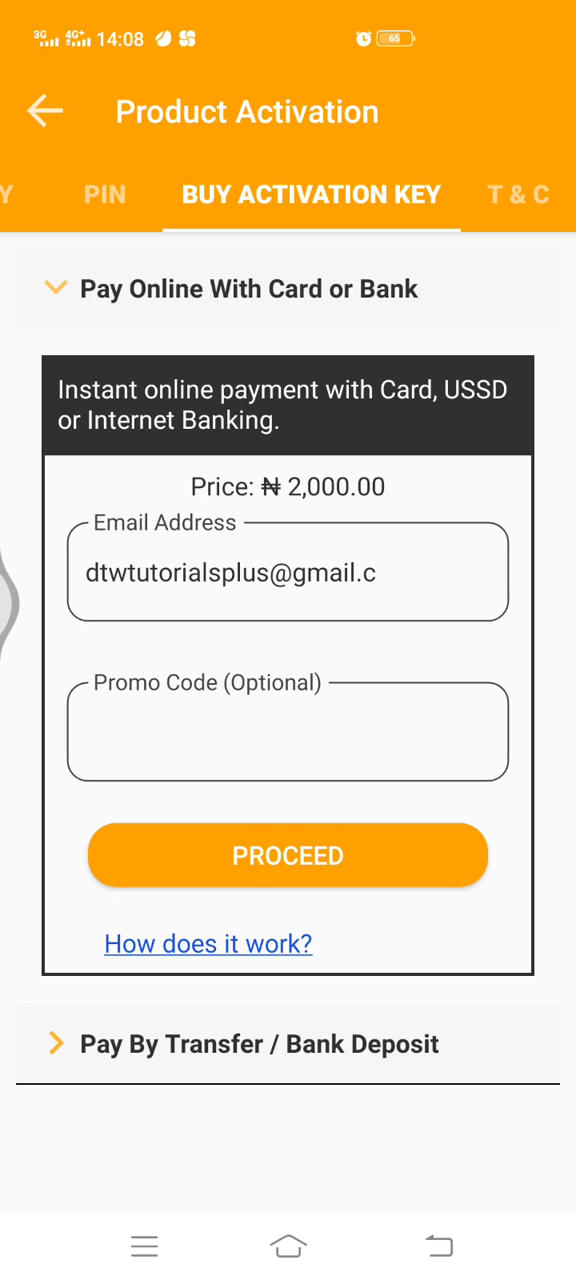 3G 4G+ 14:08 65
Product Activation
Y PIN BUY ACTIVATION KEY T & C
Pay Online With Card or Bank
Instant online payment with Card, USSD
or Internet Banking.
Price: ₦ 2,000.00
Email Address
dtwtutorialsplus@gmail.c
Promo Code (Optional)
PROCEED
How does it work?
Pay By Transfer / Bank Deposit